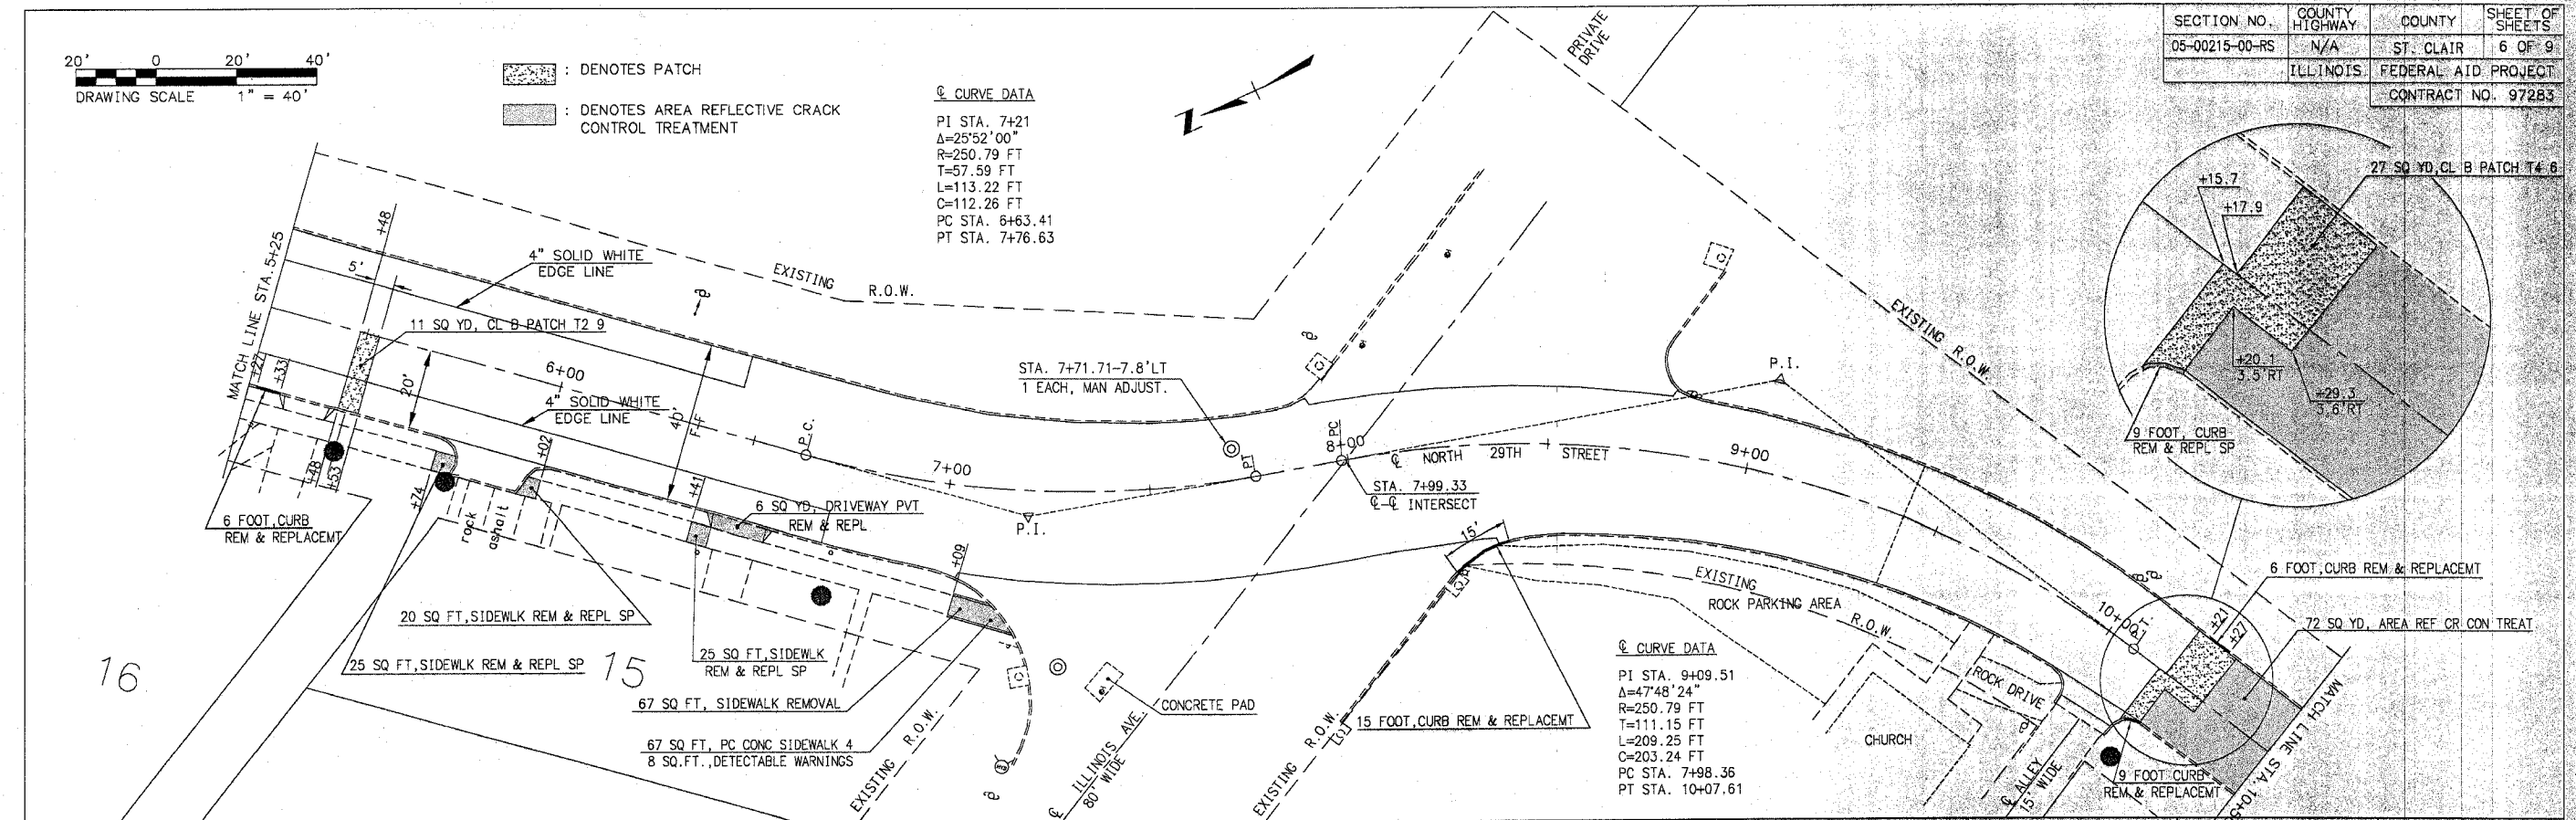 20' 0 20' 40'
DRAWING SCALE 1" = 40'
: DENOTES PATCH
: DENOTES AREA REFLECTIVE CRACK
CONTROL TREATMENT
℄ CURVE DATA
PI STA. 7+21
Δ=25°52'00"
R=250.79 FT
T=57.59 FT
L=113.22 FT
C=112.26 FT
PC STA. 6+63.41
PT STA. 7+76.63
Z
PRIVATE
DRIVE
SECTION NO. COUNTY HIGHWAY COUNTY SHEET OF SHEETS
05-00215-00-RS N/A ST. CLAIR 6 OF 9
ILLINOIS FEDERAL AID PROJECT
CONTRACT NO. 97283
27 SQ YD, CL B PATCH T4 6
+15.7
+17.9
+20.1
3.5'RT
+29.3
3.6'RT
9 FOOT, CURB
REM & REPL SP
MATCH LINE STA. 5+25
+48
5'
4" SOLID WHITE
EDGE LINE
EXISTING R.O.W.
11 SQ YD, CL B PATCH T2 9
+27
+33
20'
6+00
4" SOLID WHITE
EDGE LINE
40'
F-F
P.C.
7+00
P.I.
STA. 7+71.71-7.8'LT
1 EACH, MAN ADJUST.
PT
PC
8+00
℄ NORTH 29TH STREET
9+00
STA. 7+99.33
℄-℄ INTERSECT
P.I.
EXISTING R.O.W.
+48
+53
+74
+02
+41
+09
rock
asphalt
6 FOOT, CURB
REM & REPLACEMT
6 SQ YD, DRIVEWAY PVT
REM & REPL
20 SQ FT, SIDEWLK REM & REPL SP
25 SQ FT, SIDEWLK REM & REPL SP
25 SQ FT, SIDEWLK
REM & REPL SP
67 SQ FT, SIDEWALK REMOVAL
67 SQ FT, PC CONC SIDEWALK 4
8 SQ.FT., DETECTABLE WARNINGS
16
15
EXISTING R.O.W.
℄ ILLINOIS AVE.
80' WIDE
CONCRETE PAD
EXISTING R.O.W.
15'
15 FOOT, CURB REM & REPLACEMT
EXISTING R.O.W.
ROCK PARKING AREA
℄ CURVE DATA
PI STA. 9+09.51
Δ=47°48'24"
R=250.79 FT
T=111.15 FT
L=209.25 FT
C=203.24 FT
PC STA. 7+98.36
PT STA. 10+07.61
CHURCH
ROCK DRIVE
℄ ALLEY
15' WIDE
10+00
+21
+27
6 FOOT, CURB REM & REPLACEMT
72 SQ YD, AREA REF CR CON TREAT
9 FOOT CURB
REM & REPLACEMT
MATCH LINE STA.